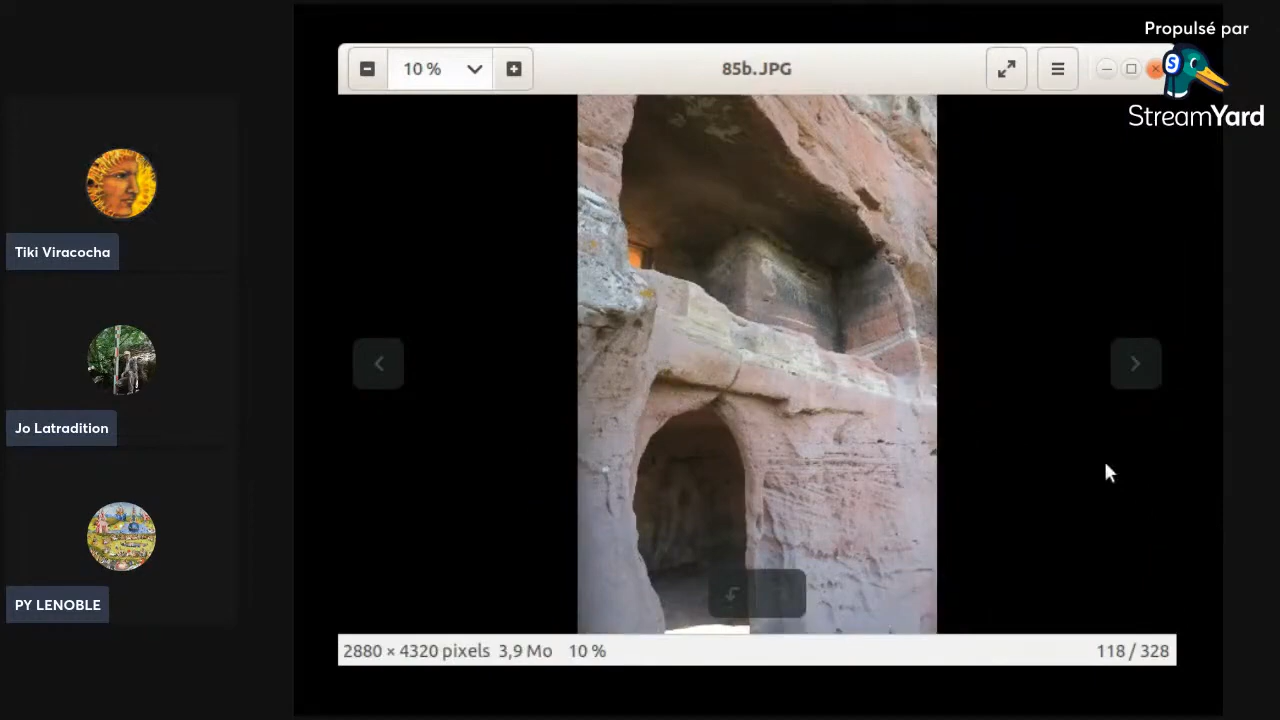 Propulsé par
StreamYard
10 %
85b.JPG
Tiki Viracocha
Jo Latradition
PY LENOBLE
2880 × 4320 pixels 3,9 Mo 10 %
118 / 328